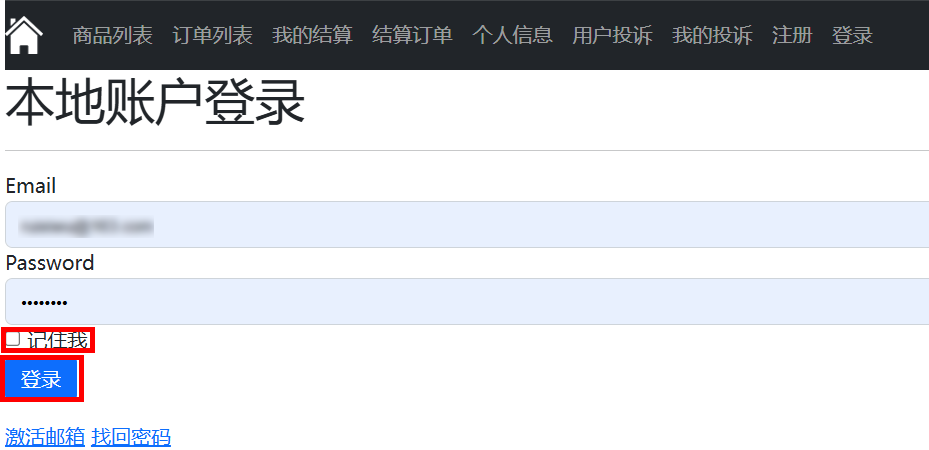 商品列表 订单列表 我的结算 结算订单 个人信息 用户投诉 我的投诉 注册 登录
本地账户登录
Email
Password
记住我
登录
激活邮箱 找回密码